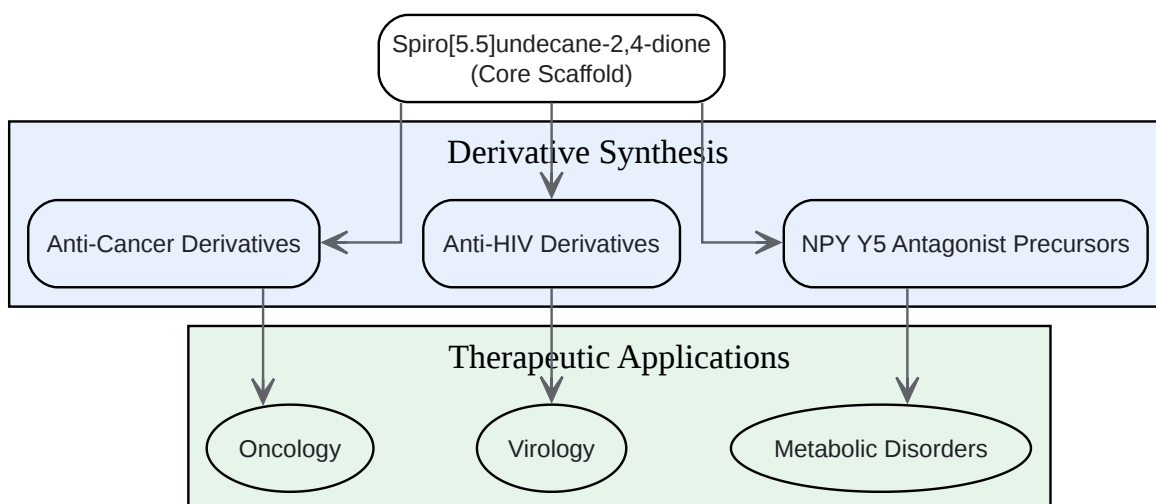 Spiro[5.5]undecane-2,4-dione
(Core Scaffold)
Derivative Synthesis
Anti-Cancer Derivatives
Anti-HIV Derivatives
NPY Y5 Antagonist Precursors
Therapeutic Applications
Oncology
Virology
Metabolic Disorders